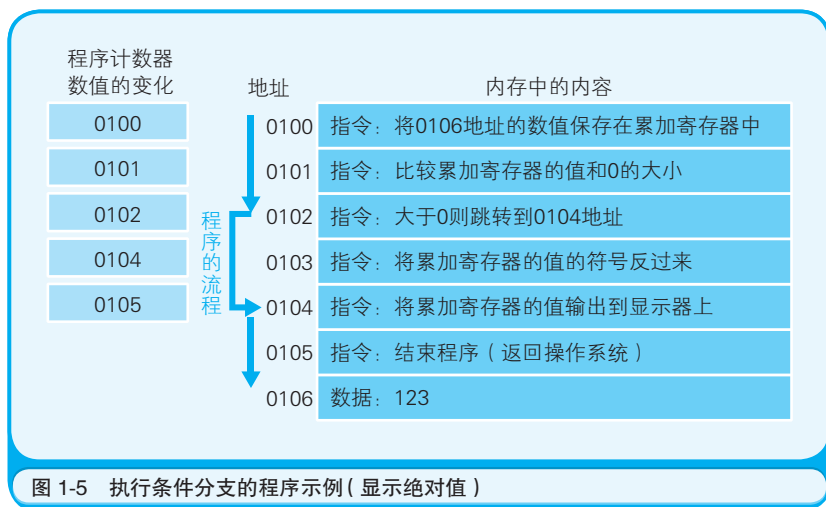 程序计数器
数值的变化
地址
内存中的内容
0100
0101
0102
0104
0105
程序的流程
0100 指令：将0106地址的数值保存在累加寄存器中
0101 指令：比较累加寄存器的值和0的大小
0102 指令：大于0则跳转到0104地址
0103 指令：将累加寄存器的值的符号反过来
0104 指令：将累加寄存器的值输出到显示器上
0105 指令：结束程序（返回操作系统）
0106 数据：123
图 1-5 执行条件分支的程序示例（显示绝对值）